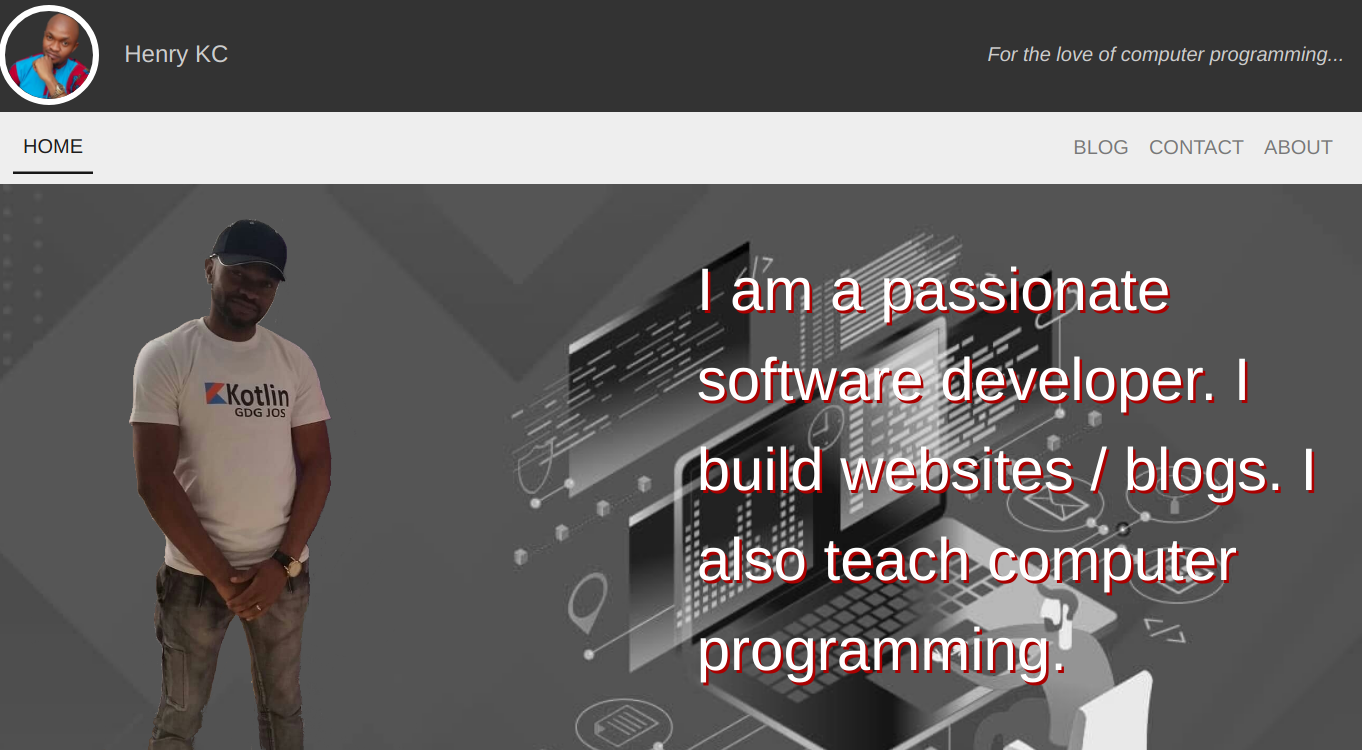 Henry KC
For the love of computer programming...
HOME
BLOG CONTACT ABOUT
I am a passionate
software developer. I
build websites / blogs. I
also teach computer
programming.
Kotlin
GDG JOS